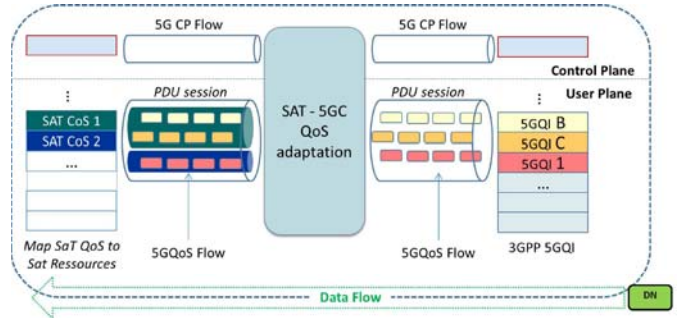 5G CP Flow
5G CP Flow
Control Plane
User Plane
PDU session
PDU session
SAT - 5GC
QoS
adaptation
⋮
SAT CoS 1
SAT CoS 2
...
⋮
5GQI B
5GQI C
5GQI 1
...
Map SaT QoS to
Sat Ressources
5GQoS Flow
5GQoS Flow
3GPP 5GQI
Data Flow
DN